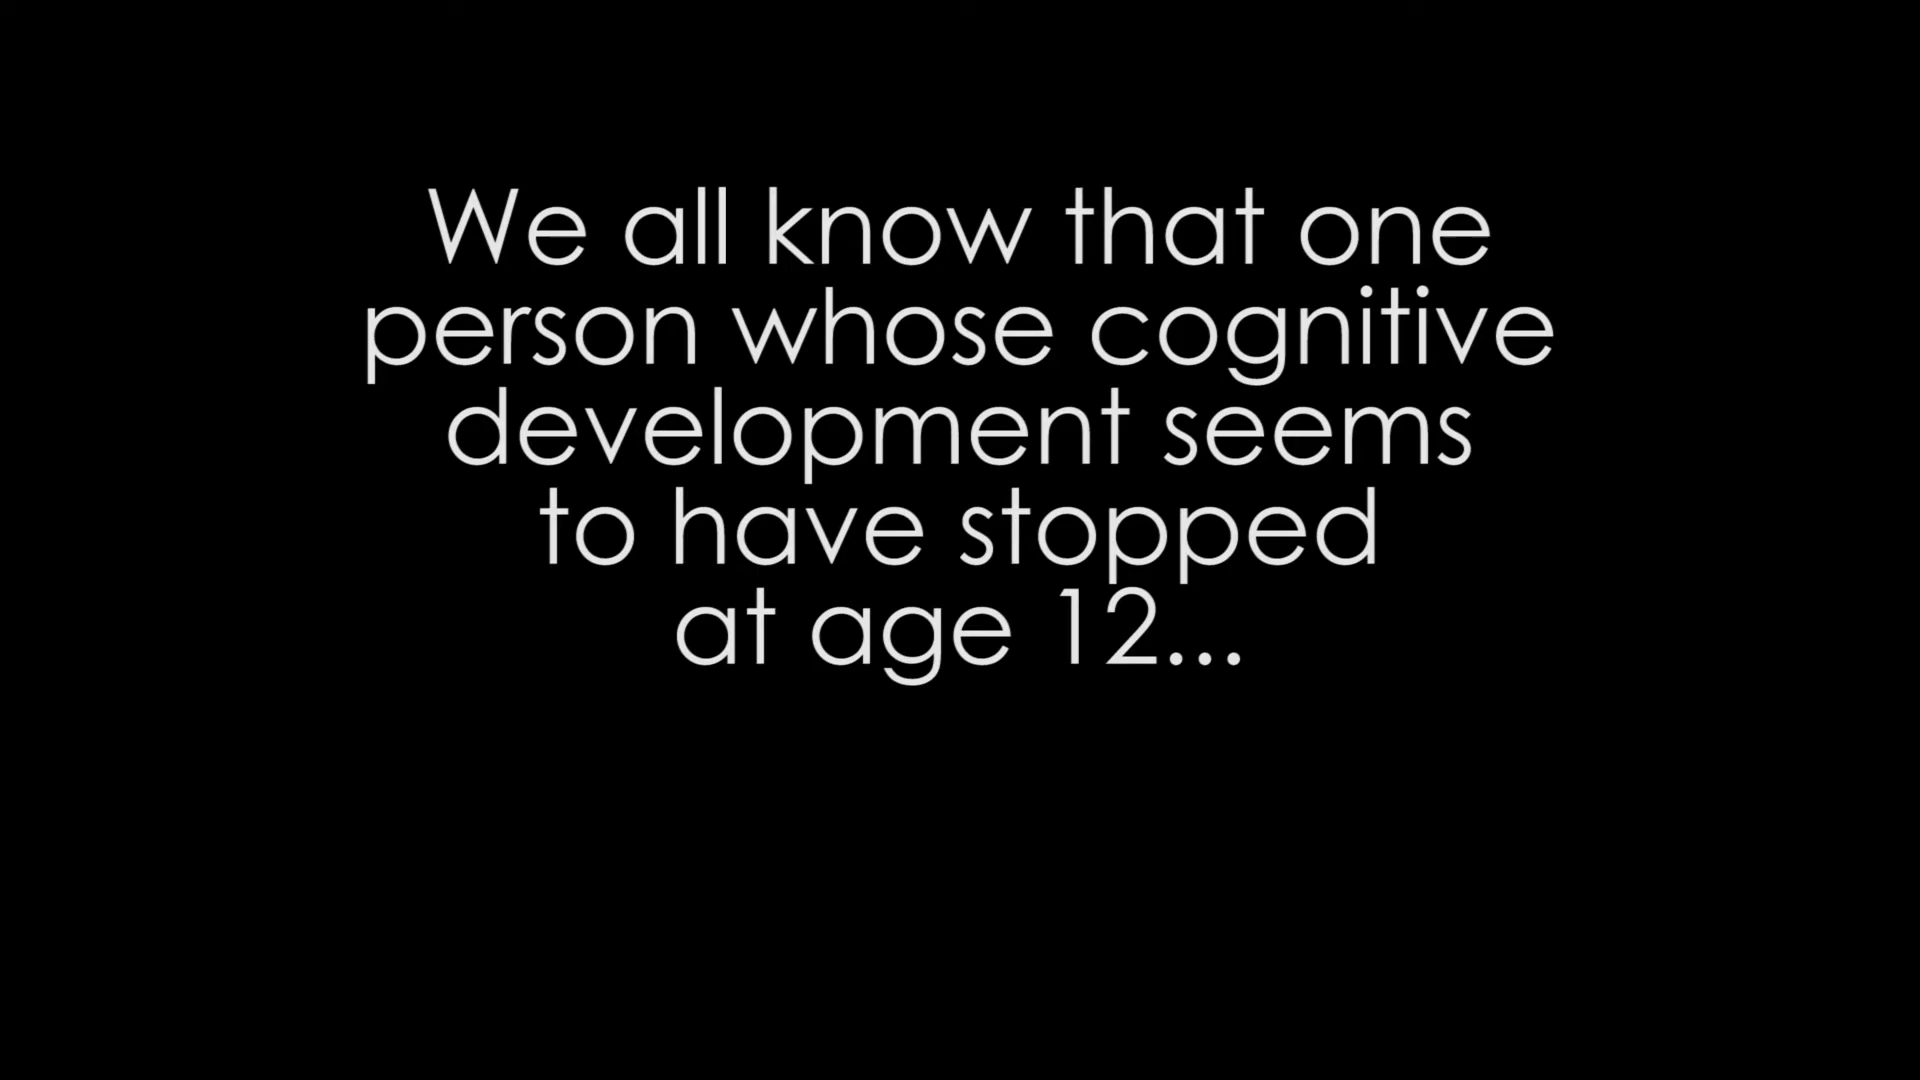 We all know that one
person whose cognitive
development seems
to have stopped
at age 12...